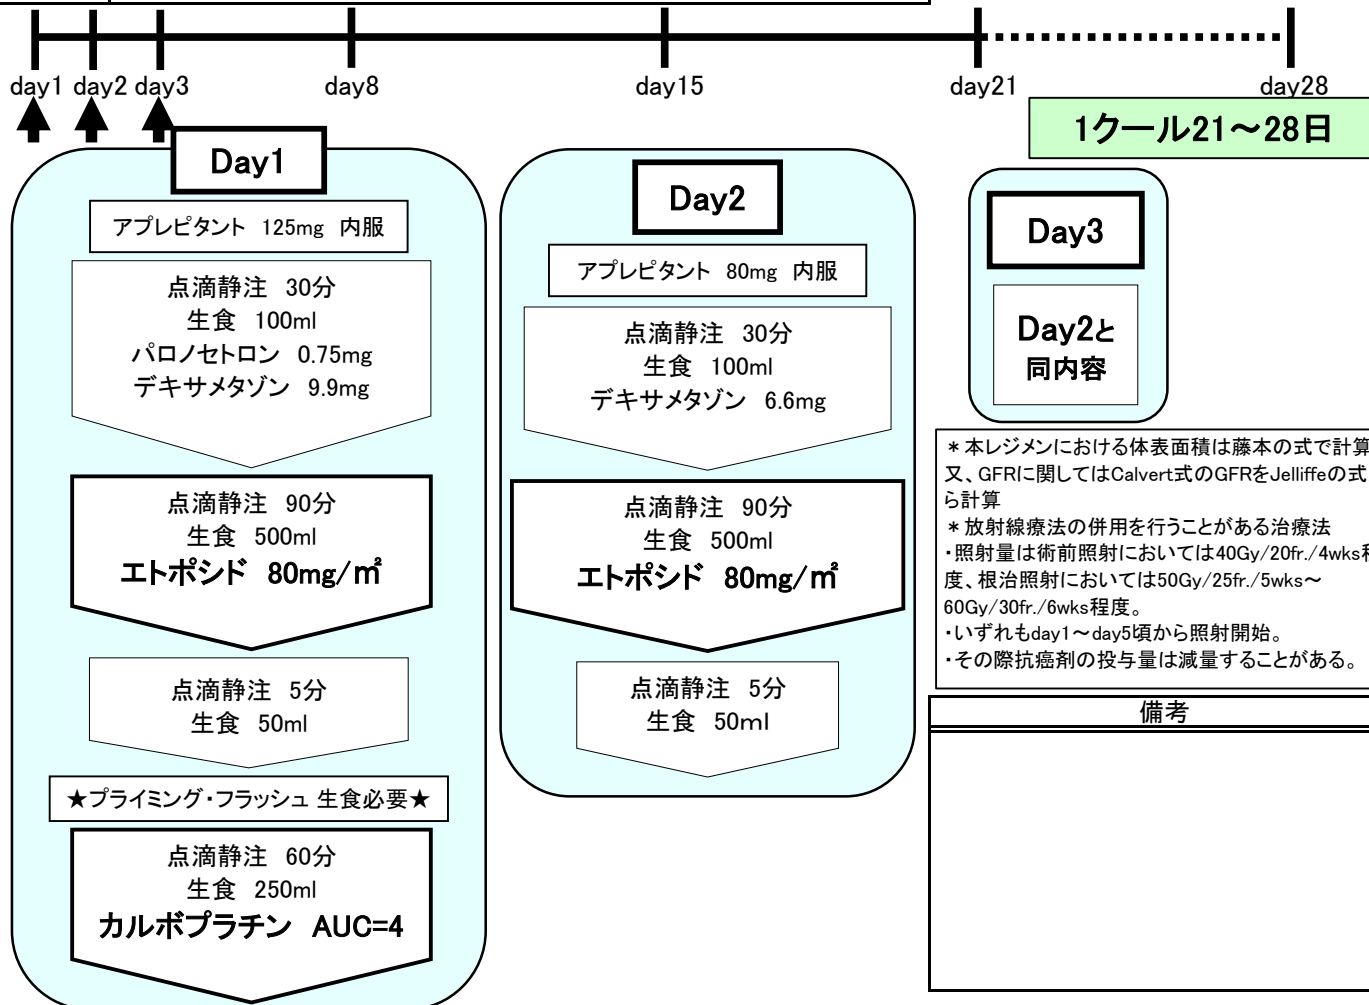 day1 day2 day3 day8 day15 day21 day28
1クール21～28日
Day1
アプレピタント 125mg 内服
点滴静注 30分
生食 100ml
パロノセトロン 0.75mg
デキサメタゾン 9.9mg
点滴静注 90分
生食 500ml
エトポシド 80mg/㎡
点滴静注 5分
生食 50ml
★プライミング・フラッシュ 生食必要★
点滴静注 60分
生食 250ml
カルボプラチン AUC=4
Day2
アプレピタント 80mg 内服
点滴静注 30分
生食 100ml
デキサメタゾン 6.6mg
点滴静注 90分
生食 500ml
エトポシド 80mg/㎡
点滴静注 5分
生食 50ml
Day3
Day2と
同内容
＊本レジメンにおける体表面積は藤本の式で計算
又、GFRに関してはCalvert式のGFRをJelliffeの式
ら計算
＊放射線療法の併用を行うことがある治療法
・照射量は術前照射においては40Gy/20fr./4wks程
度、根治照射においては50Gy/25fr./5wks～
60Gy/30fr./6wks程度。
・いずれもday1～day5頃から照射開始。
・その際抗癌剤の投与量は減量することがある。
備考